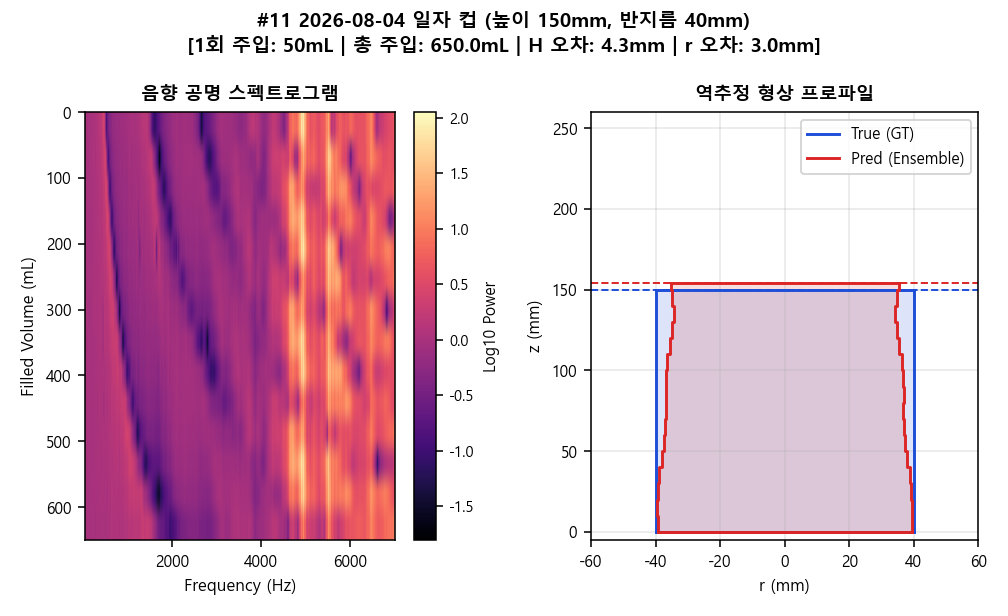 #11 2026-08-04 일자 컵 (높이 150mm, 반지름 40mm)
[1회 주입: 50mL | 총 주입: 650.0mL | H 오차: 4.3mm | r 오차: 3.0mm]
음향 공명 스펙트로그램
0
100
200
300
400
500
600
Filled Volume (mL)
2000
4000
6000
Frequency (Hz)
2.0
1.5
1.0
0.5
0.0
-0.5
-1.0
-1.5
Log10 Power
역추정 형상 프로파일
True (GT)
Pred (Ensemble)
250
200
150
100
50
0
z (mm)
-60
-40
-20
0
20
40
60
r (mm)